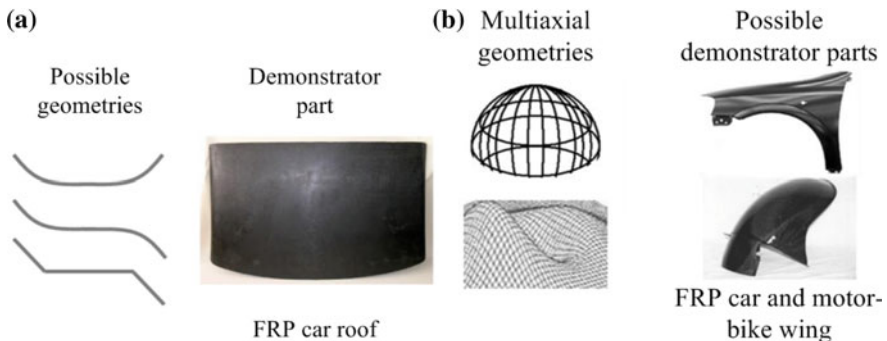 (a)
Possible
geometries
Demonstrator
part
FRP car roof
(b)
Multiaxial
geometries
Possible
demonstrator parts
FRP car and motor-
bike wing